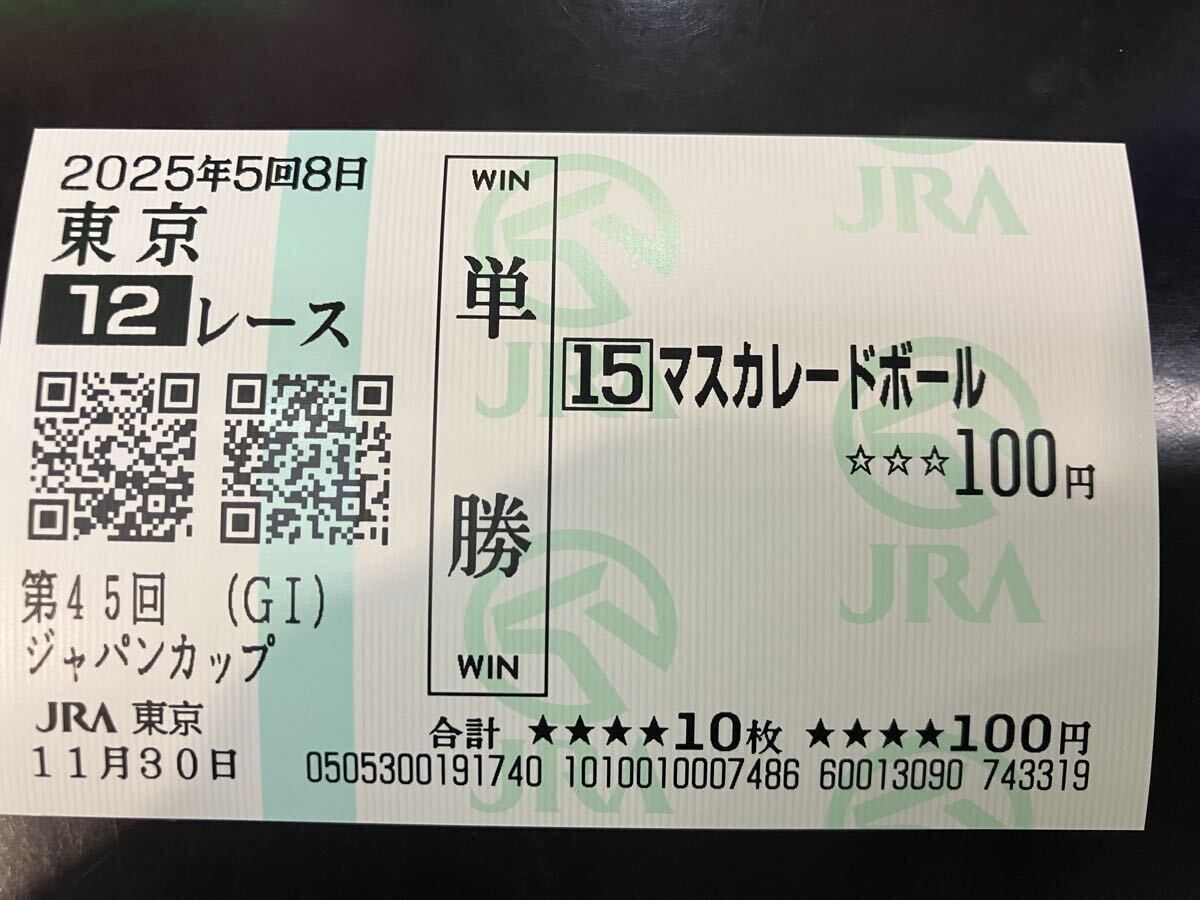 2025年5回8日
東京
12レース
第45回 (GI)
ジャパンカップ
JRA 東京
11月30日
WIN
単勝
WIN
15 マスカレードボール
☆☆☆100円
合計 ★★★★10枚 ★★★★100円
0505300191740 1010010007486 60013090 743319
JRA
JRA
JRA
JRA